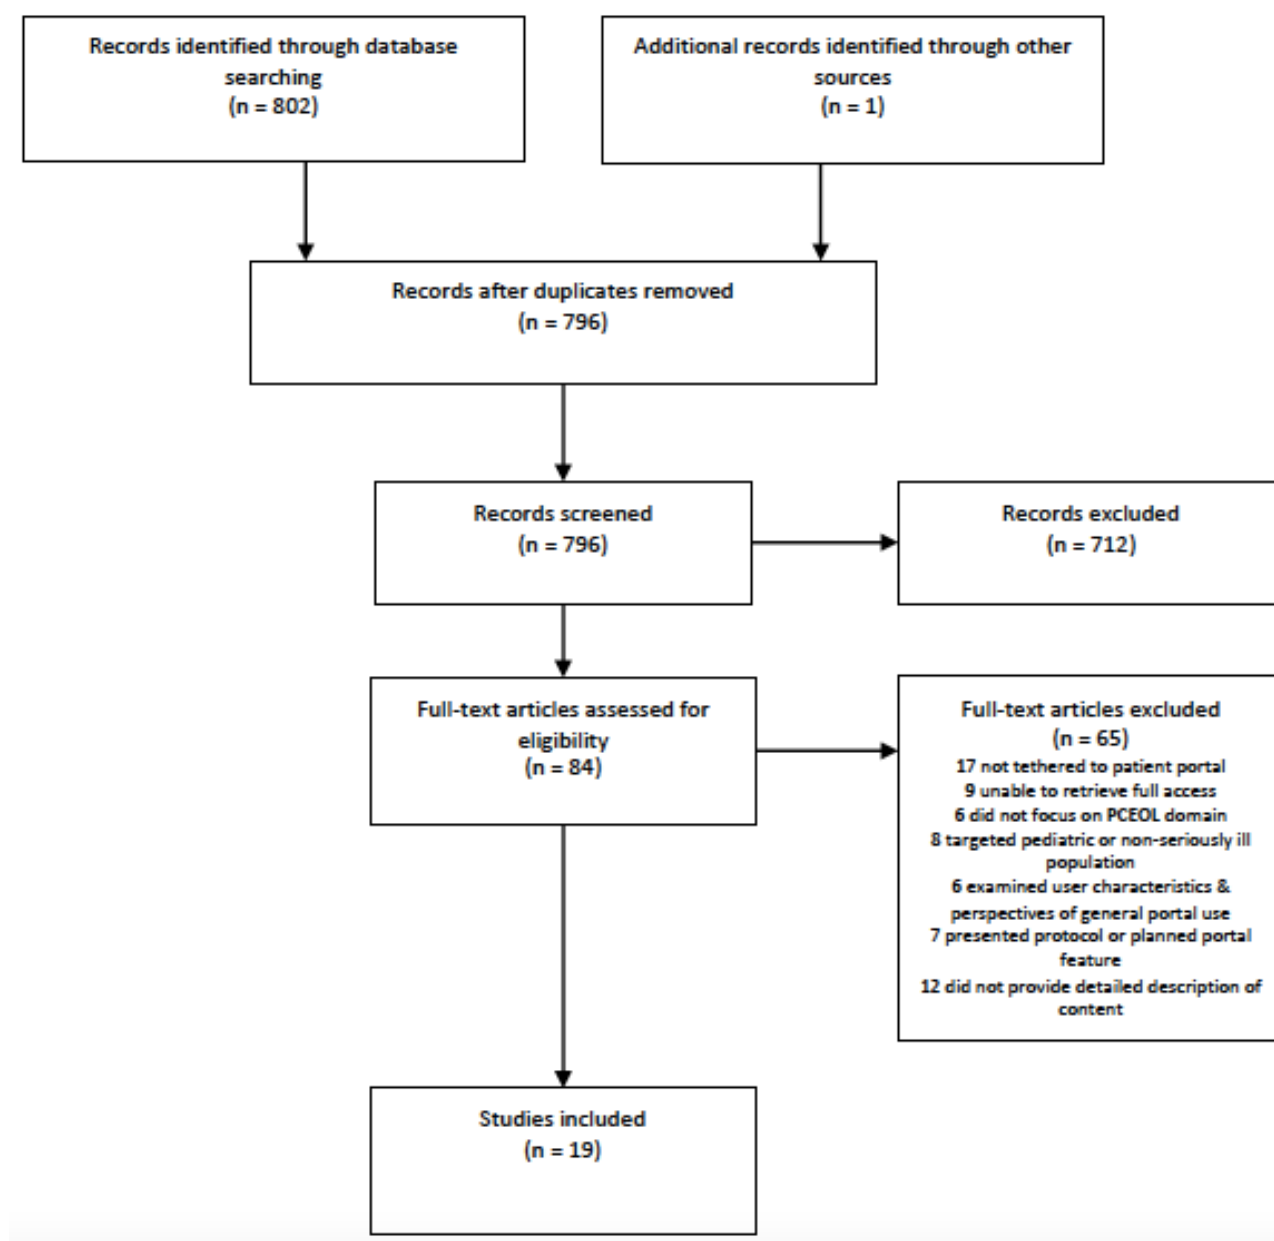 Records identified through database
searching
(n = 802)
Additional records identified through other
sources
(n = 1)
Records after duplicates removed
(n = 796)
Records screened
(n = 796)
Records excluded
(n = 712)
Full-text articles assessed for
eligibility
(n = 84)
Full-text articles excluded
(n = 65)
17 not tethered to patient portal
9 unable to retrieve full access
6 did not focus on PCEOL domain
8 targeted pediatric or non-seriously ill
population
6 examined user characteristics &
perspectives of general portal use
7 presented protocol or planned portal
feature
12 did not provide detailed description of
content
Studies included
(n = 19)